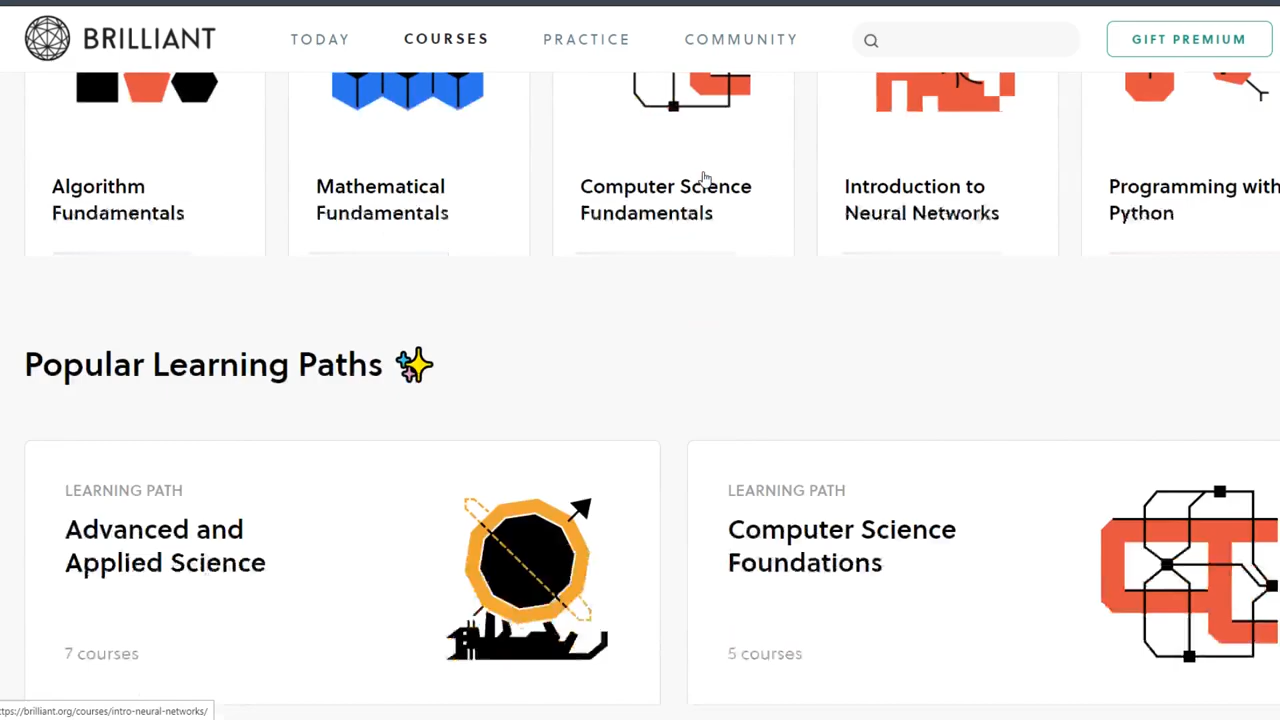 BRILLIANT
TODAY
COURSES
PRACTICE
COMMUNITY
GIFT PREMIUM
Algorithm
Fundamentals
Mathematical
Fundamentals
Computer Science
Fundamentals
Introduction to
Neural Networks
Programming with
Python
Popular Learning Paths
LEARNING PATH
Advanced and
Applied Science
7 courses
LEARNING PATH
Computer Science
Foundations
5 courses
ttps://brilliant.org/courses/intro-neural-networks/